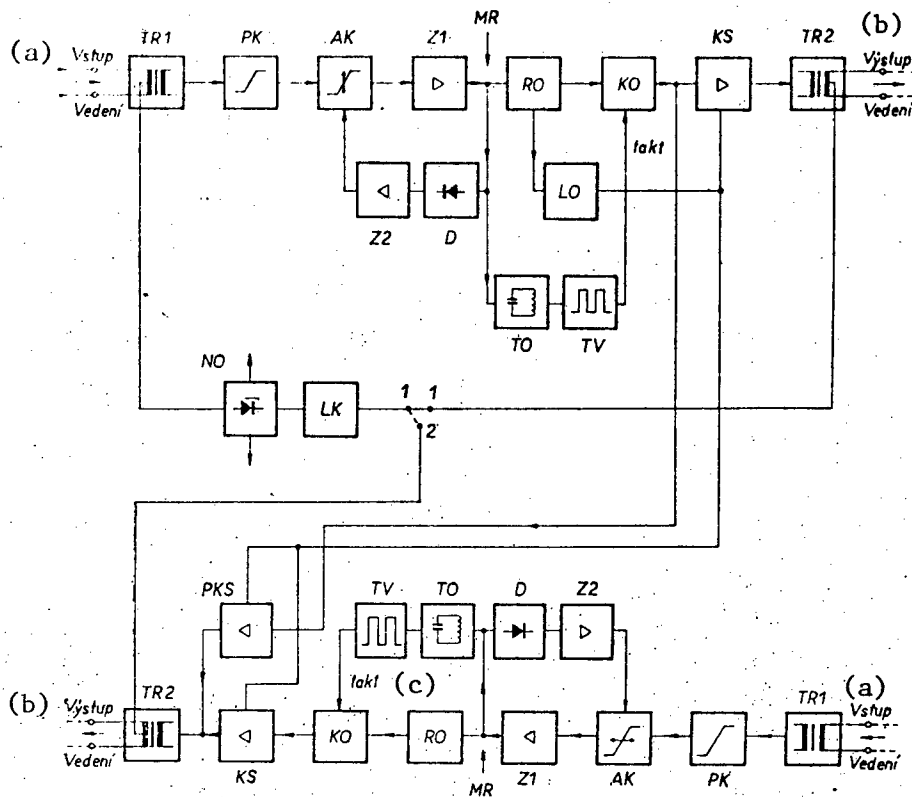 (a) TR1 PK AK Z1 MR KS TR2 (b)
Vstup RO KO Výstup
Vedení takt Vedení
Z2 D LO
TO TV
NO
LK 1 1
2
PKS TV TO D Z2
(b) TR2 takt (c) TR1 (a)
Výstup KO RO Vstup
Vedení KS MR Z1 AK PK Vedení